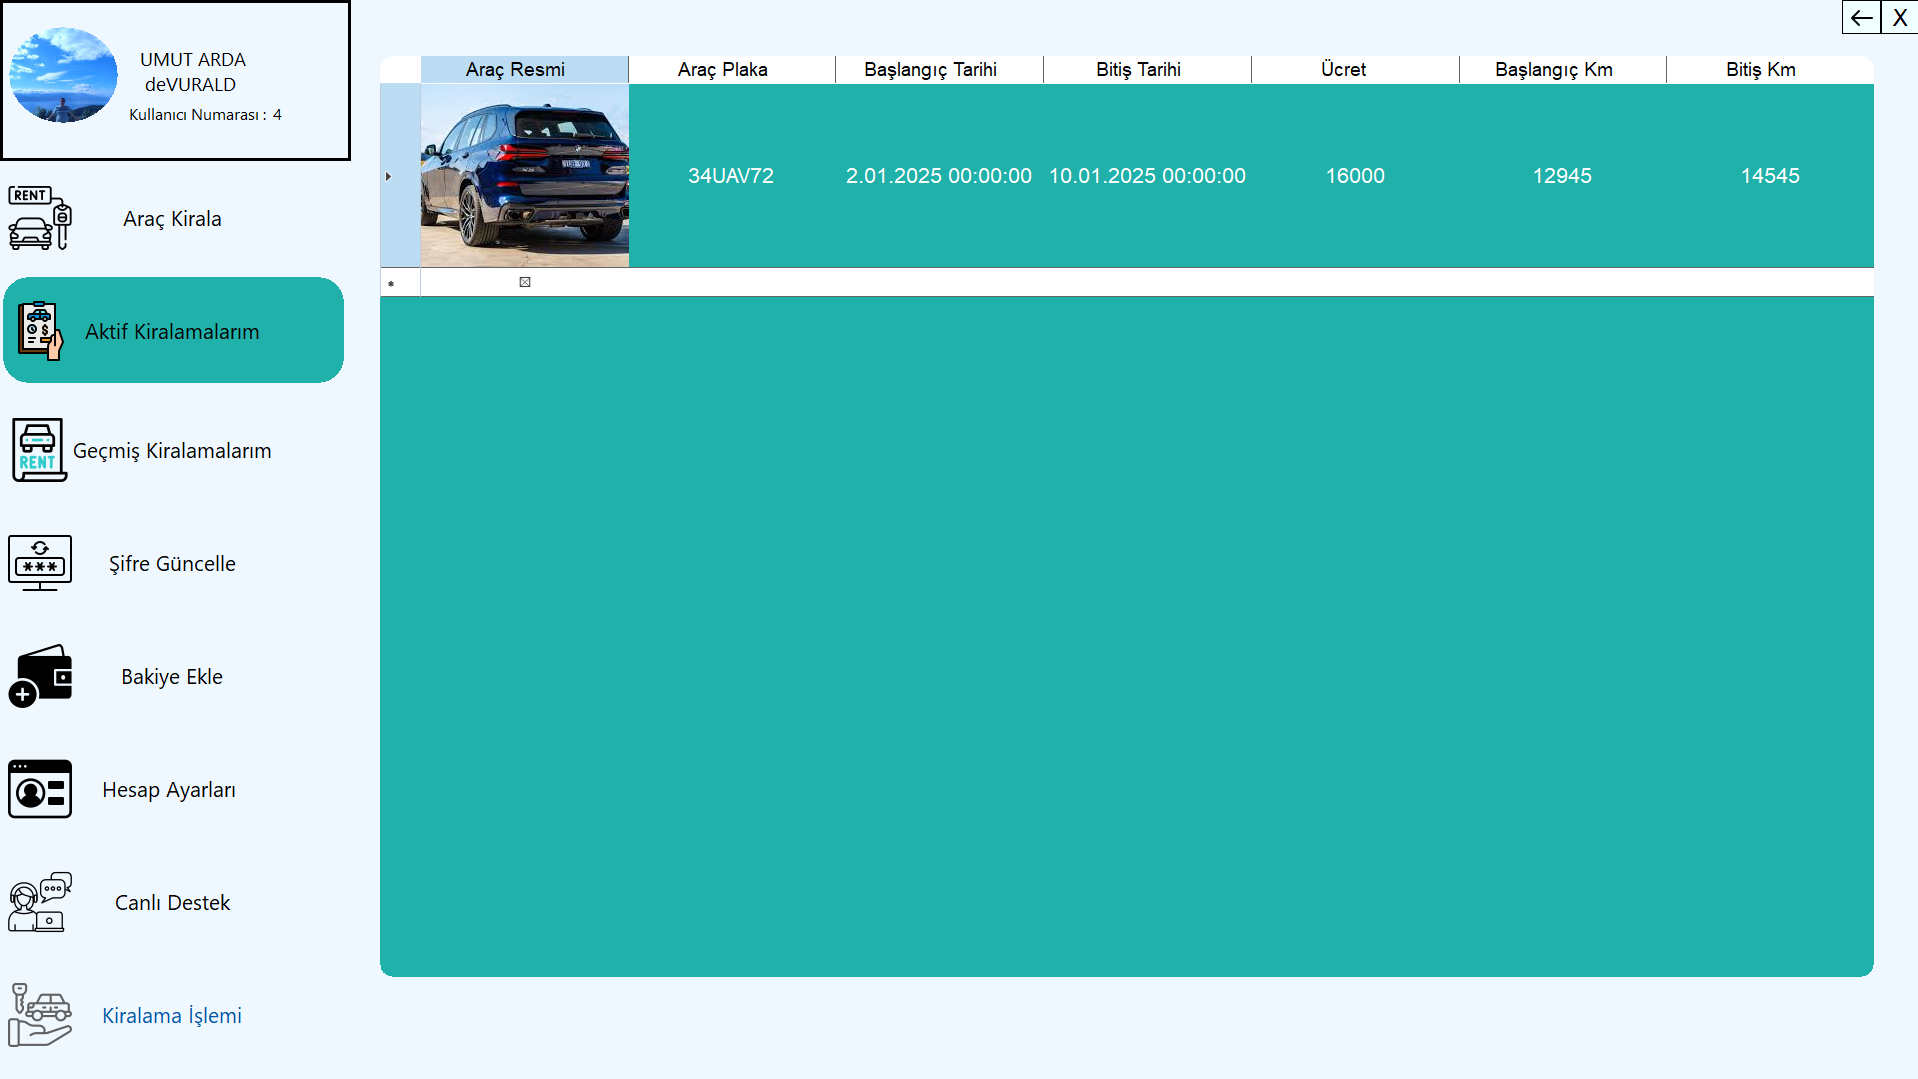 UMUT ARDA
deVURALD
Kullanıcı Numarası : 4
RENT
Araç Kirala
Aktif Kiralamalarım
RENT
Geçmiş Kiralamalarım
***
Şifre Güncelle
Bakiye Ekle
Hesap Ayarları
Canlı Destek
Kiralama İşlemi
X
Araç Resmi Araç Plaka Başlangıç Tarihi Bitiş Tarihi Ücret Başlangıç Km Bitiş Km
34UAV72 2.01.2025 00:00:00 10.01.2025 00:00:00 16000 12945 14545